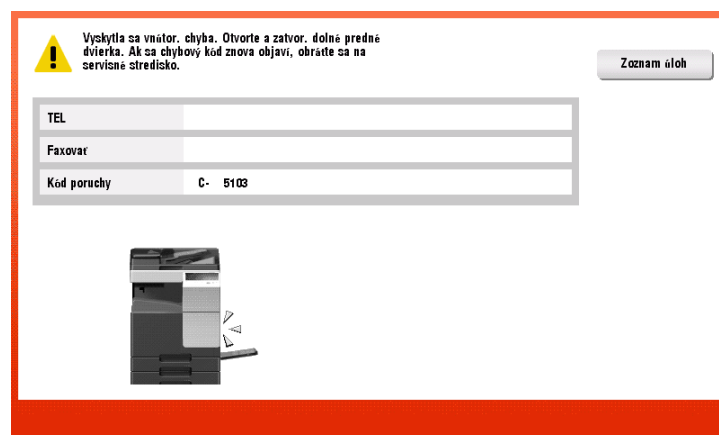 Vyskytla sa vnútor. chyba. Otvorte a zatvor. dolné predné
dvierka. Ak sa chybový kód znova objaví, obráťte sa na
servisné stredisko.
Zoznam úloh
TEL
Faxovať
Kód poruchy C- 5103